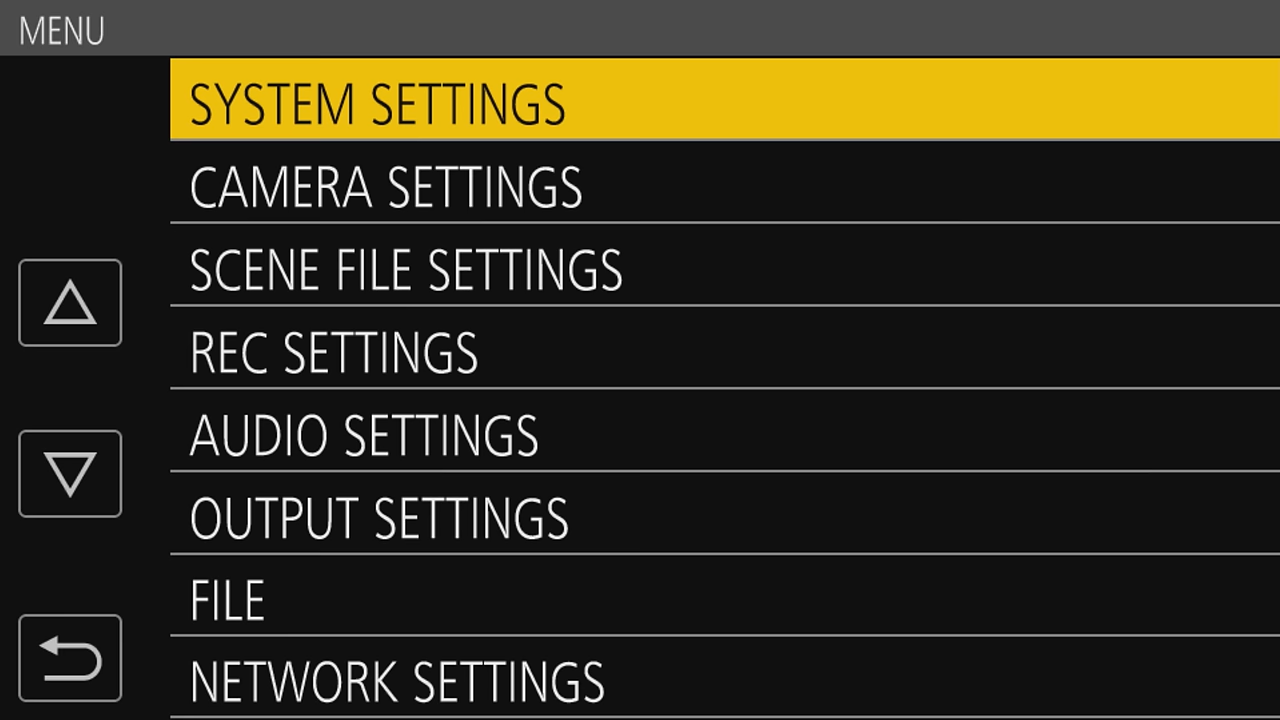 MENU
SYSTEM SETTINGS
CAMERA SETTINGS
SCENE FILE SETTINGS
REC SETTINGS
AUDIO SETTINGS
OUTPUT SETTINGS
FILE
NETWORK SETTINGS